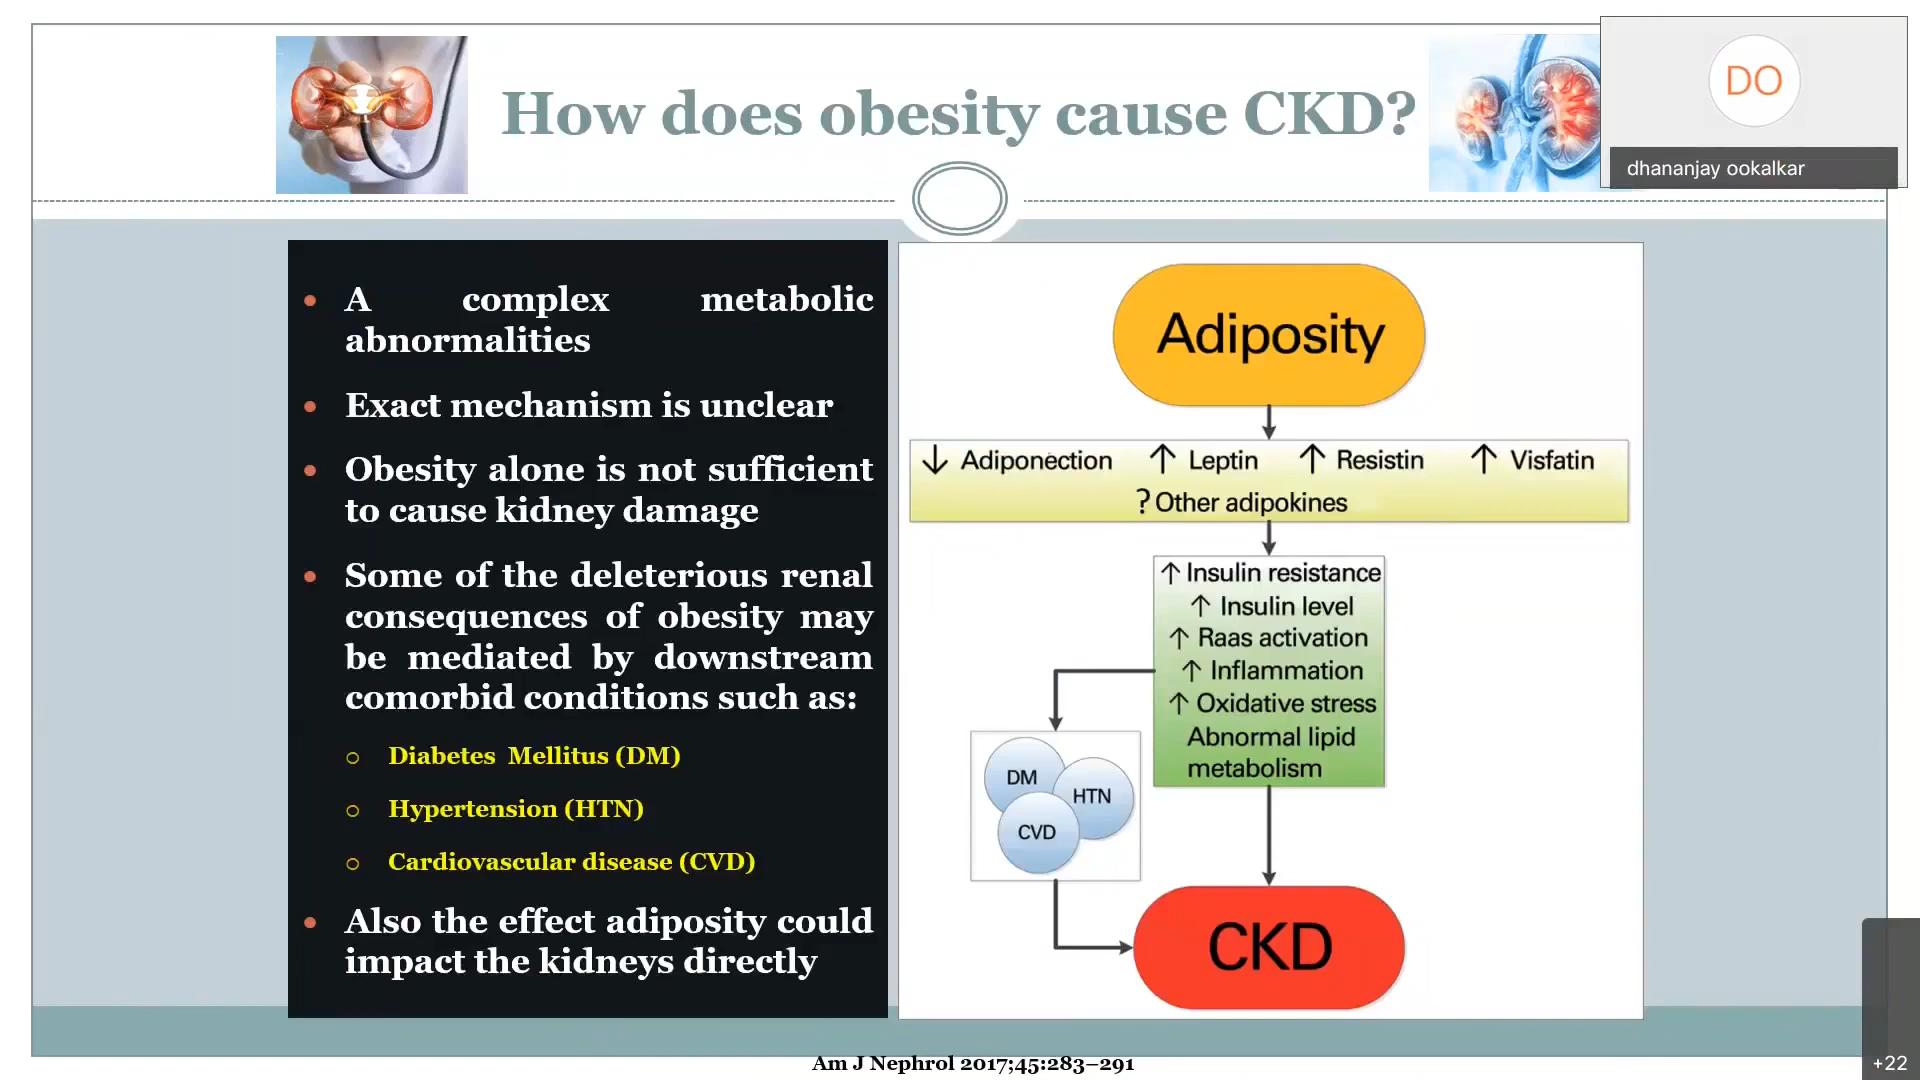 How does obesity cause CKD?
DO
dhananjay ookalkar
• A complex metabolic
abnormalities
• Exact mechanism is unclear
• Obesity alone is not sufficient
to cause kidney damage
• Some of the deleterious renal
consequences of obesity may
be mediated by downstream
comorbid conditions such as:
o Diabetes Mellitus (DM)
o Hypertension (HTN)
o Cardiovascular disease (CVD)
• Also the effect adiposity could
impact the kidneys directly
Adiposity
↓ Adiponection ↑ Leptin ↑ Resistin ↑ Visfatin
? Other adipokines
↑ Insulin resistance
↑ Insulin level
↑ Raas activation
↑ Inflammation
↑ Oxidative stress
Abnormal lipid
metabolism
DM
HTN
CVD
CKD
Am J Nephrol 2017;45:283–291
+22